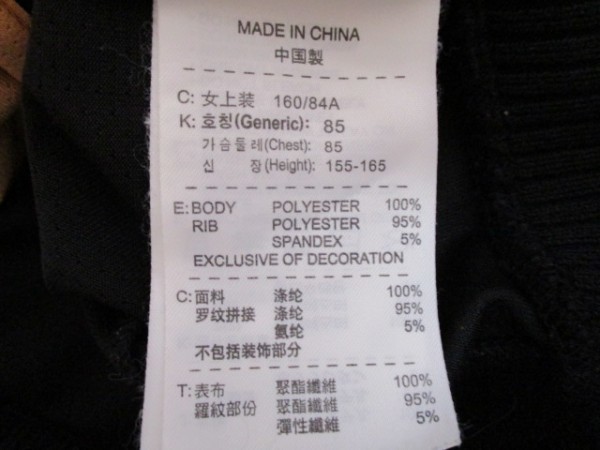 MADE IN CHINA
中国製
C: 女上装 160/84A
K: 호칭(Generic): 85
가슴둘레(Chest): 85
신 장(Height): 155-165
E: BODY POLYESTER 100%
RIB POLYESTER 95%
SPANDEX 5%
EXCLUSIVE OF DECORATION
C: 面料 涤纶 100%
罗纹拼接 涤纶 95%
氨纶 5%
不包括装饰部分
T: 表布 聚酯纖維 100%
羅紋部份 聚酯纖維 95%
彈性纖維 5%